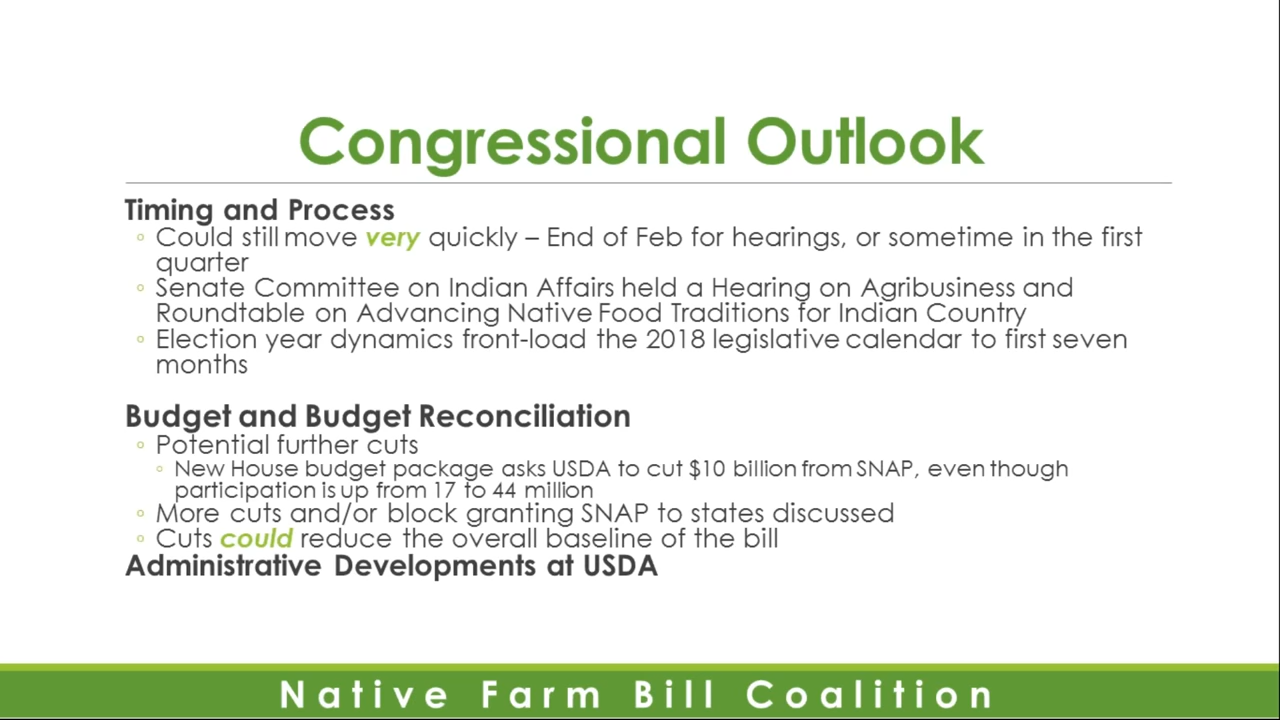 Congressional Outlook
Timing and Process
◦ Could still move very quickly – End of Feb for hearings, or sometime in the first
quarter
◦ Senate Committee on Indian Affairs held a Hearing on Agribusiness and
Roundtable on Advancing Native Food Traditions for Indian Country
◦ Election year dynamics front-load the 2018 legislative calendar to first seven
months
Budget and Budget Reconciliation
◦ Potential further cuts
◦ New House budget package asks USDA to cut $10 billion from SNAP, even though
participation is up from 17 to 44 million
◦ More cuts and/or block granting SNAP to states discussed
◦ Cuts could reduce the overall baseline of the bill
Administrative Developments at USDA
Native Farm Bill Coalition